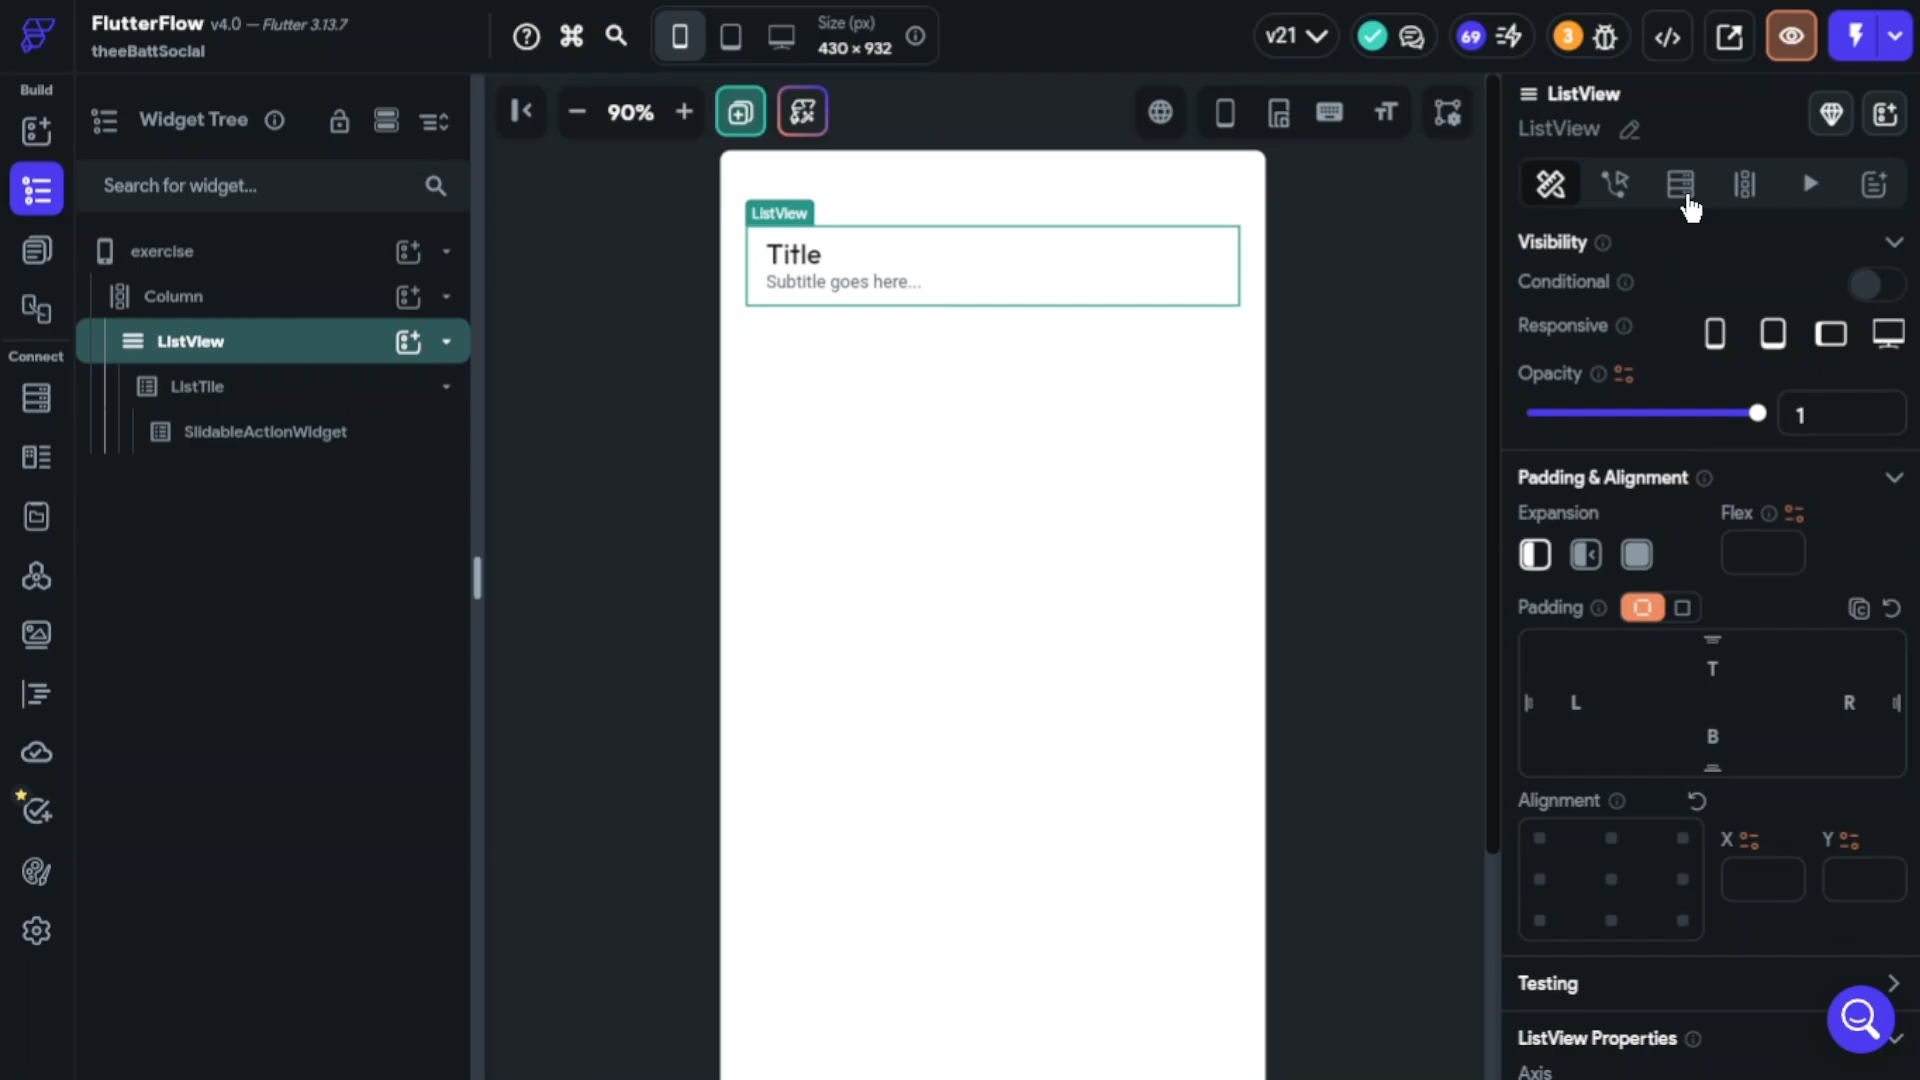 FlutterFlow v4.0 — Flutter 3.13.7
theeBattSocial
Size (px)
430 × 932
v21
69
3
Build
Connect
Widget Tree
Search for widget...
exercise
Column
ListView
ListTile
SlidableActionWidget
90%
ListView
Title
Subtitle goes here...
ListView
ListView
Visibility
Conditional
Responsive
Opacity
1
Padding & Alignment
Expansion
Flex
Padding
T
L
R
B
Alignment
X
Y
Testing
ListView Properties
Axis